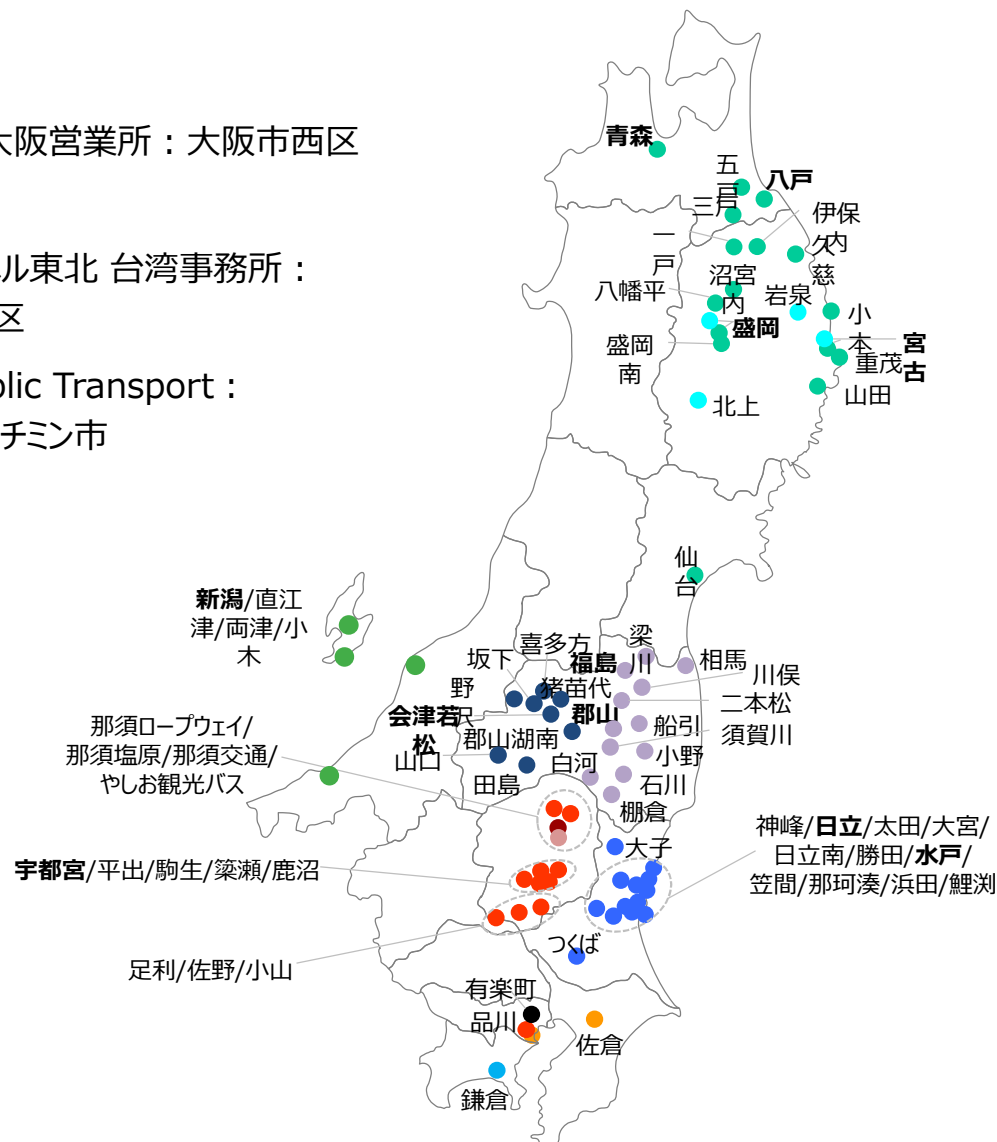 大阪営業所：大阪市西区
ル東北 台湾事務所：
区
blic Transport：
チミン市
青森
五戸
八戸
三戸
伊保内
一戸
久慈
沼宮内
八幡平
岩泉
小本
盛岡
盛岡南
宮古
重茂
山田
北上
仙台
新潟/直江
津/両津/小
木
喜多方
梁川
坂下
福島
相馬
川俣
野沢
猪苗代
二本松
会津若
松
郡山
船引
須賀川
郡山湖南
小野
山口
白河
田島
石川
棚倉
那須ロープウェイ/
那須塩原/那須交通/
やしお観光バス
大子
神峰/日立/太田/大宮/
日立南/勝田/水戸/
笠間/那珂湊/浜田/鯉渕
宇都宮/平出/駒生/簗瀬/鹿沼
足利/佐野/小山
つくば
有楽町
品川
佐倉
鎌倉